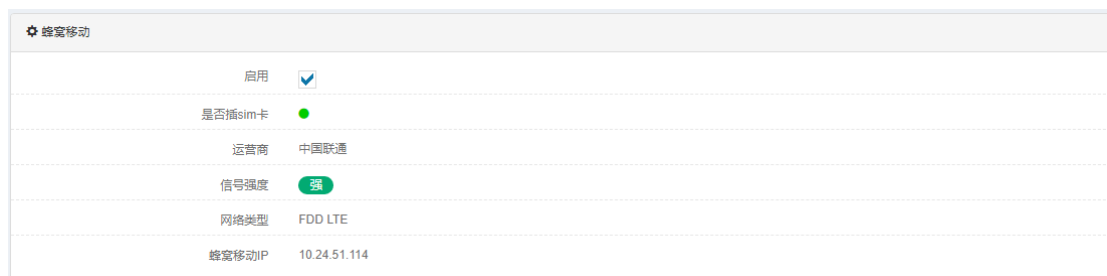 蜂窝移动
启用
是否插sim卡
运营商 中国联通
信号强度 强
网络类型 FDD LTE
蜂窝移动IP 10.24.51.114